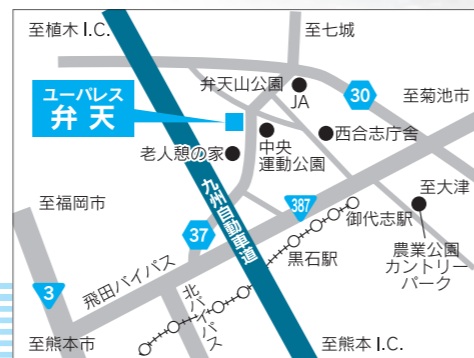 至植木 I.C.
至七城
弁天山公園
JA
30
至菊池市
ユーパレス
弁天
中央
運動公園
西合志庁舎
老人憩の家
至大津
至福岡市
387
御代志駅
37
九州自動車道
黒石駅
農業公園
カントリー
パーク
飛田バイパス
3
北バイパス
至熊本市
至熊本 I.C.